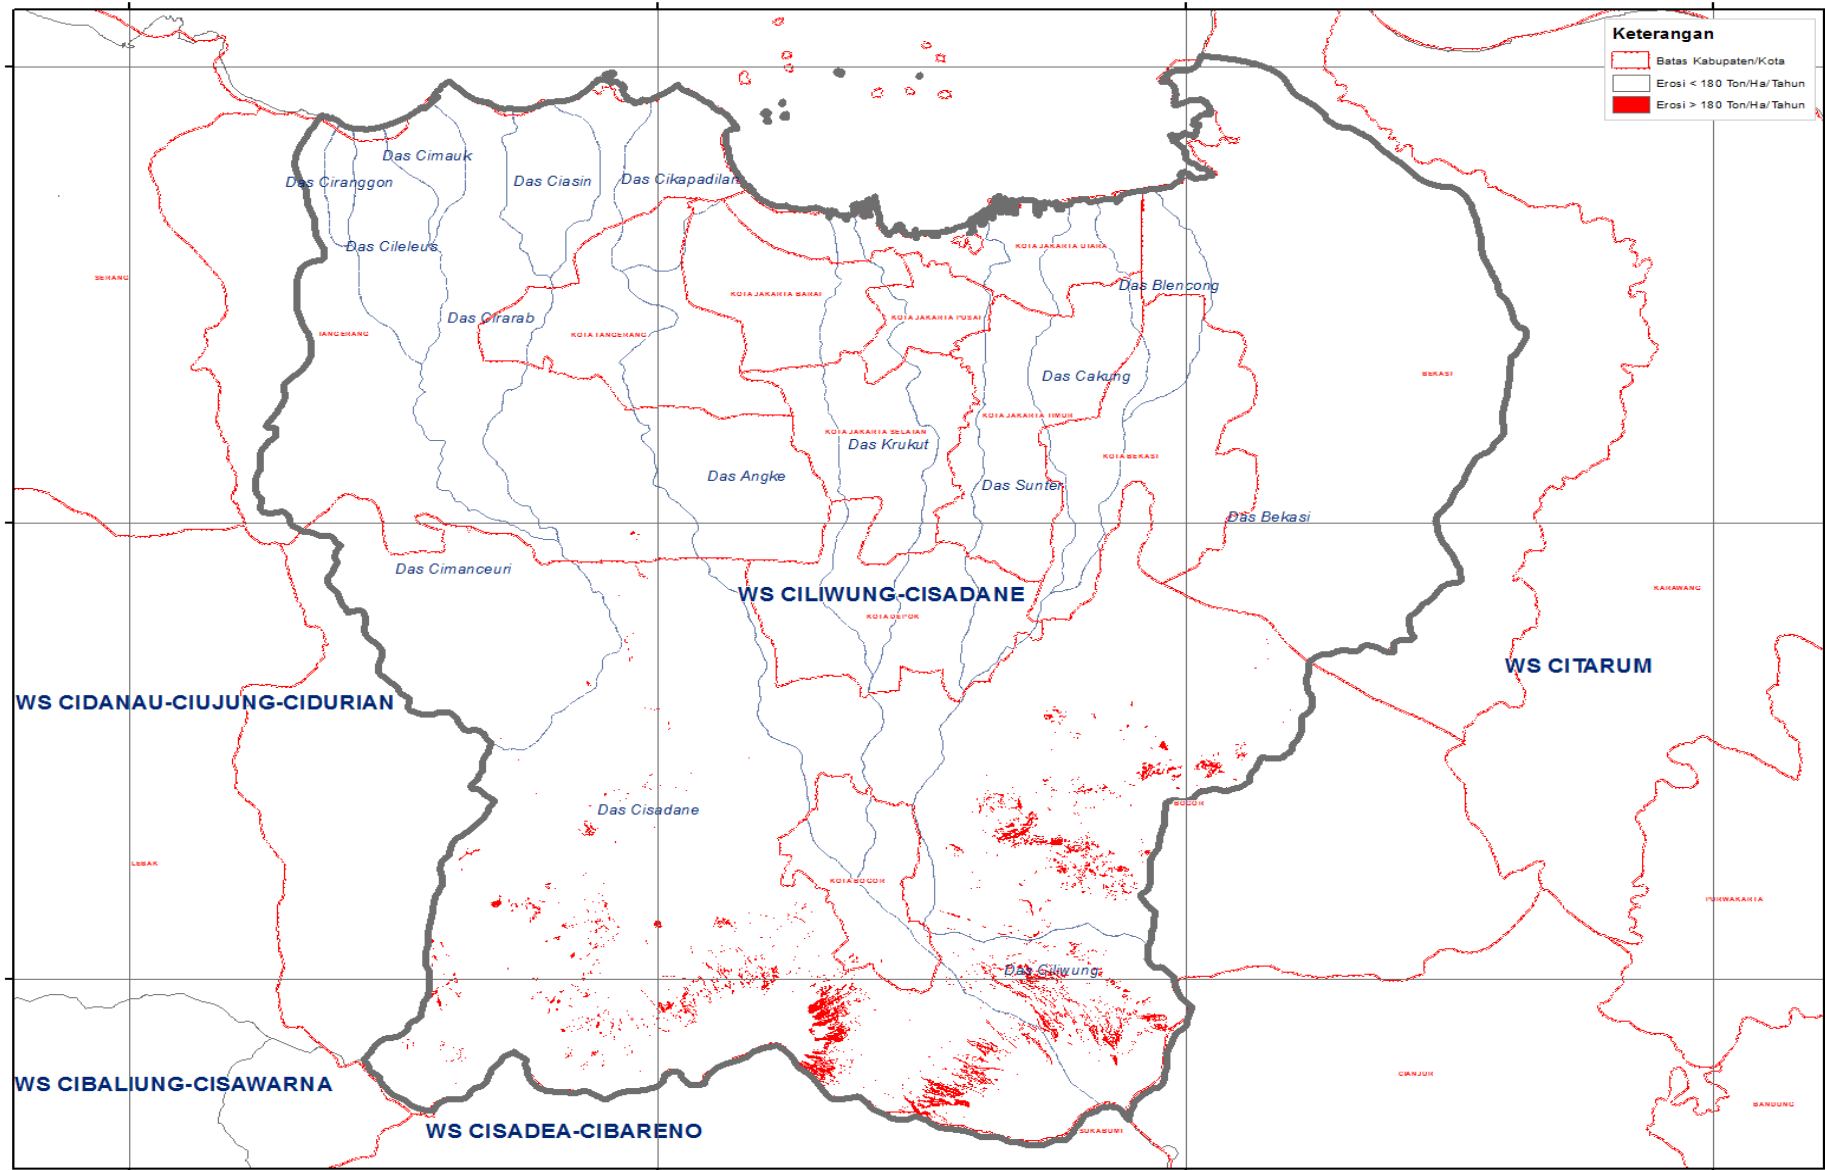 Keterangan
Batas Kabupaten/Kota
Erosi < 180 Ton/Ha/Tahun
Erosi > 180 Ton/Ha/Tahun
Das Cimauk
Das Ciranggon
Das Ciasin
Das Cikapadilan
Das Cileleus
KOTA JAKARTA UTARA
SERANG
Das Blencong
KOTA JAKARTA BARAT
Das Cirarab
KOTA JAKARTA PUSAT
TANGERANG
KOTA TANGERANG
BEKASI
Das Cakung
KOTA JAKARTA TIMUR
KOTA JAKARTA SELATAN
Das Krukut
KOTA BEKASI
Das Angke
Das Sunter
Das Bekasi
Das Cimanceuri
WS CILIWUNG-CISADANE
KARAWANG
KOTA DEPOK
WS CITARUM
WS CIDANAU-CIUJUNG-CIDURIAN
BOGOR
Das Cisadane
LEBAK
KOTA BOGOR
PURWAKARTA
Das Ciliwung
CIANJUR
WS CIBALIUNG-CISAWARNA
BANDUNG
WS CISADEA-CIBARENO
SUKABUMI